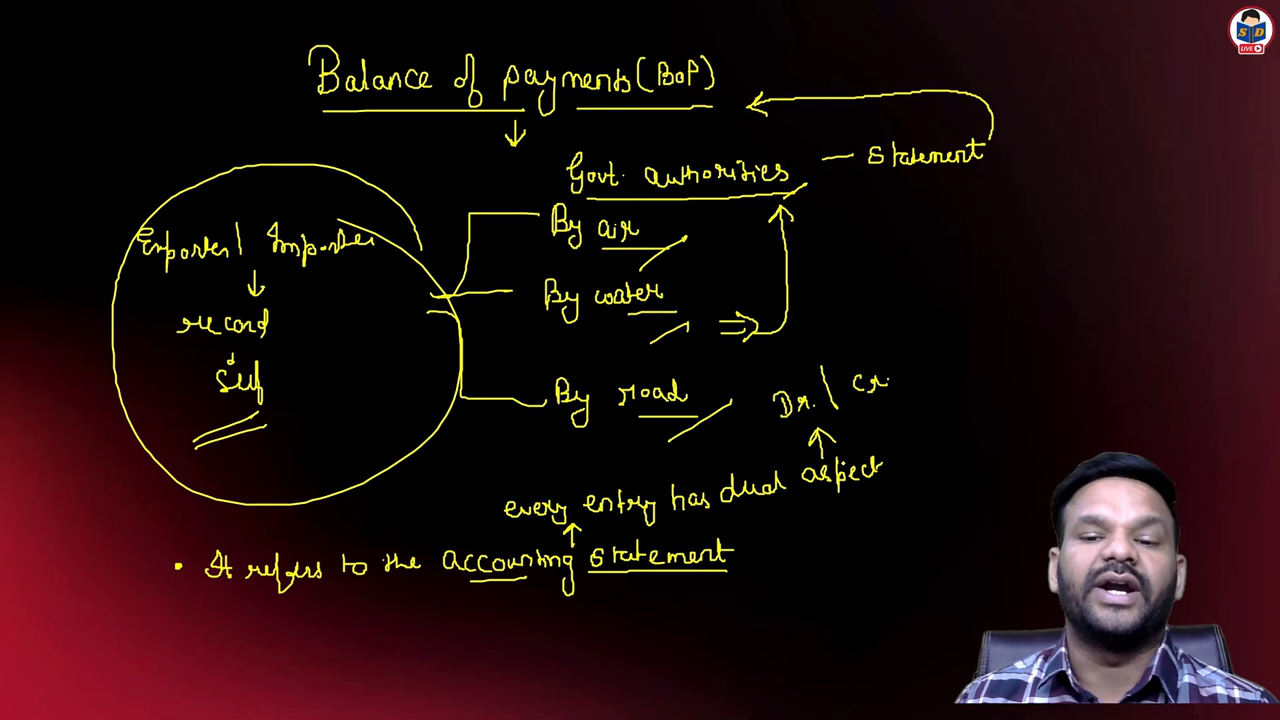 Balance of payments (BoP)
Govt. authorities — Statement
Exporter/ Importer
By air
By water
record
By road
Dr. / Cr.
every entry has dual aspect
• It refers to the accounting statement
S D
LIVE